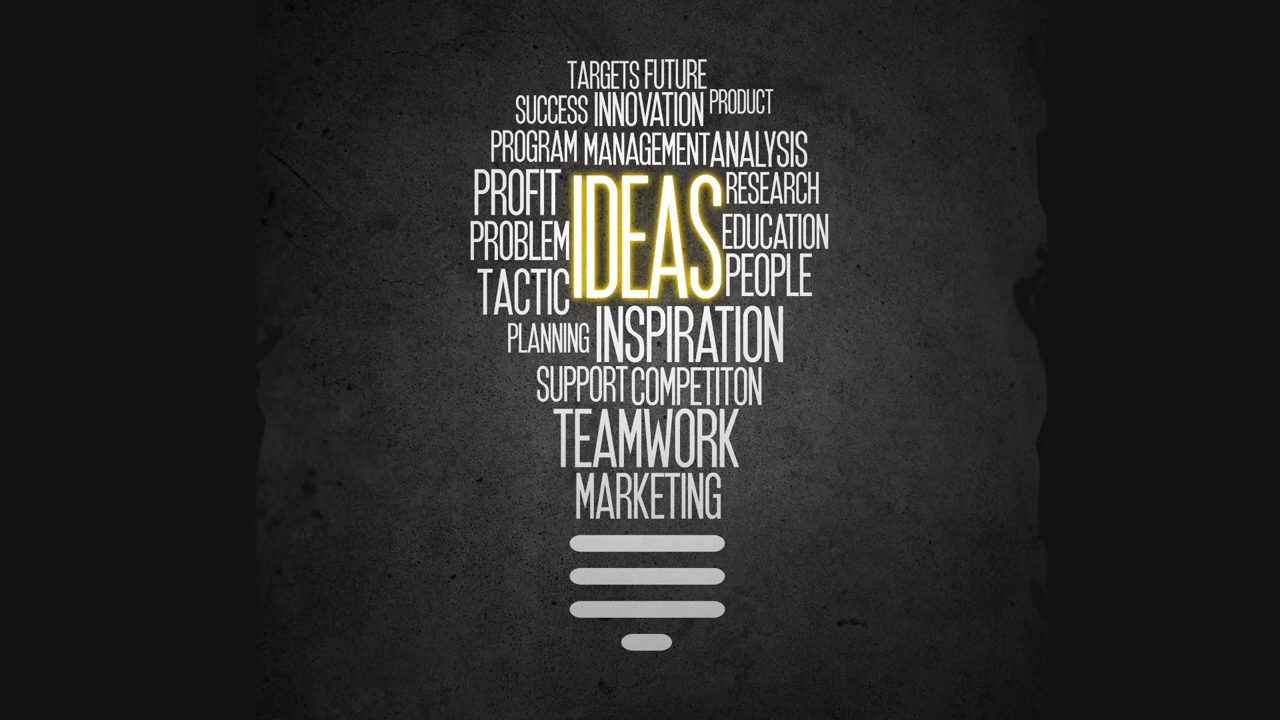 TARGETS FUTURE
SUCCESS INNOVATION PRODUCT
PROGRAM MANAGEMENT ANALYSIS
PROFIT IDEAS RESEARCH
PROBLEM EDUCATION
TACTIC PEOPLE
PLANNING INSPIRATION
SUPPORT COMPETITON
TEAMWORK
MARKETING